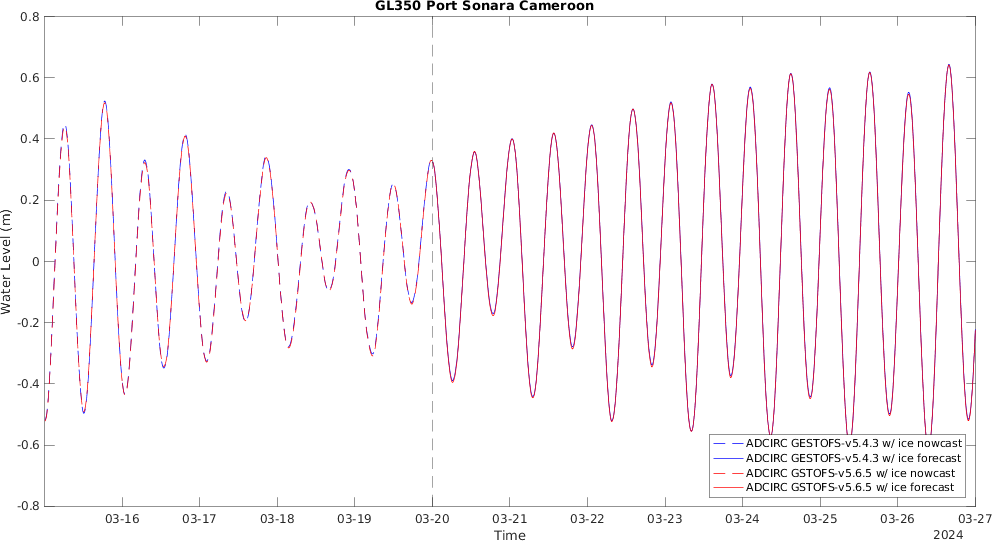 GL350 Port Sonara Cameroon
Water Level (m)
0.8
0.6
0.4
0.2
0
-0.2
-0.4
-0.6
-0.8
ADCIRC GESTOFS-v5.4.3 w/ ice nowcast
ADCIRC GESTOFS-v5.4.3 w/ ice forecast
ADCIRC GSTOFS-v5.6.5 w/ ice nowcast
ADCIRC GSTOFS-v5.6.5 w/ ice forecast
03-16 03-17 03-18 03-19 03-20 03-21 03-22 03-23 03-24 03-25 03-26 03-27
Time
2024